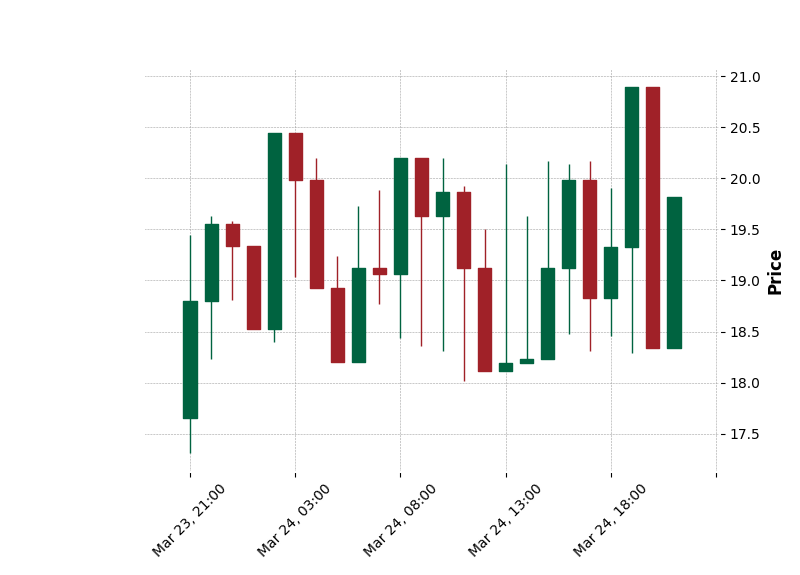 21.0
20.5
20.0
19.5
19.0
18.5
18.0
17.5
Price
Mar 23, 21:00
Mar 24, 03:00
Mar 24, 08:00
Mar 24, 13:00
Mar 24, 18:00